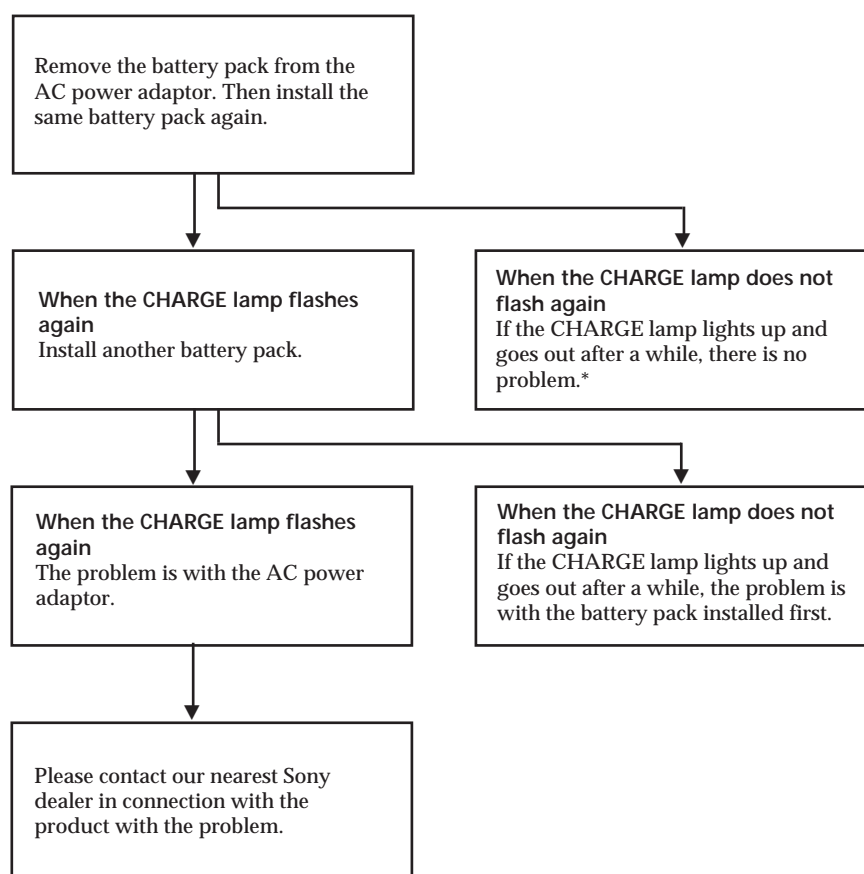 Remove the battery pack from the
AC power adaptor. Then install the
same battery pack again.
When the CHARGE lamp flashes
again
Install another battery pack.
When the CHARGE lamp does not
flash again
If the CHARGE lamp lights up and
goes out after a while, there is no
problem.*
When the CHARGE lamp flashes
again
The problem is with the AC power
adaptor.
When the CHARGE lamp does not
flash again
If the CHARGE lamp lights up and
goes out after a while, the problem is
with the battery pack installed first.
Please contact our nearest Sony
dealer in connection with the
product with the problem.